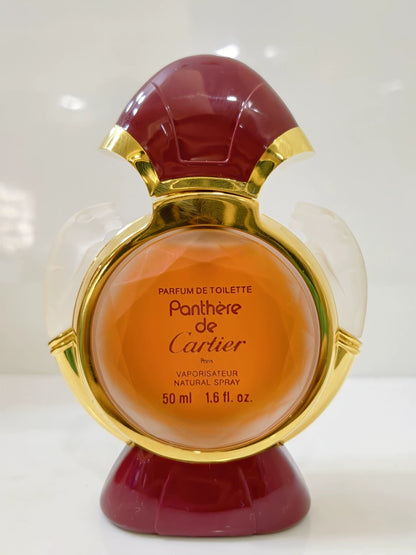 PARFUM DE TOILETTE
Panthère
de
Cartier
Paris
VAPORISATEUR
NATURAL SPRAY
50 ml 1.6 fl. oz.